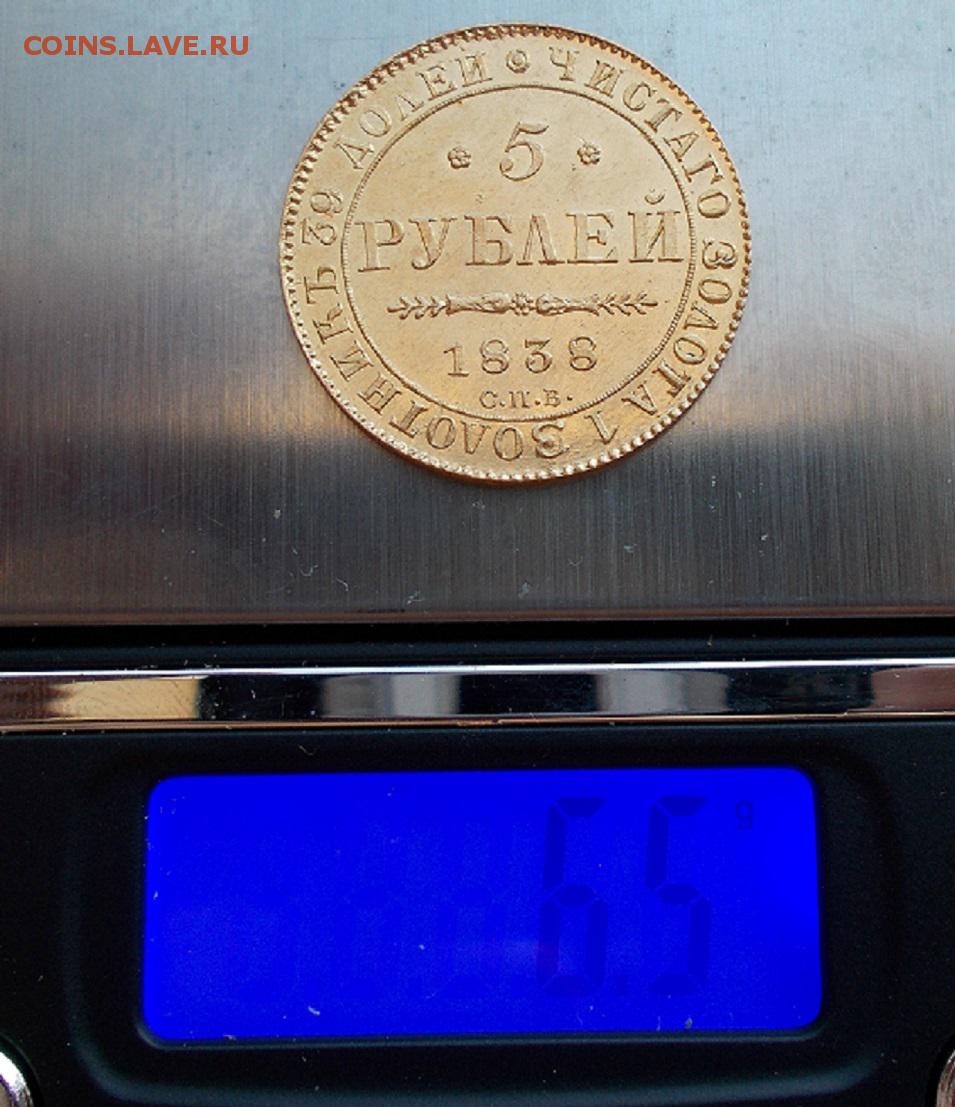 COINS.LAVE.RU
ЧИСТАГО ЗОЛОТА 1 ЗОЛОТНИКЪ 39 ДОЛЕЙ
5
РУБЛЕЙ
1838
С.П.Б.
6.5 g